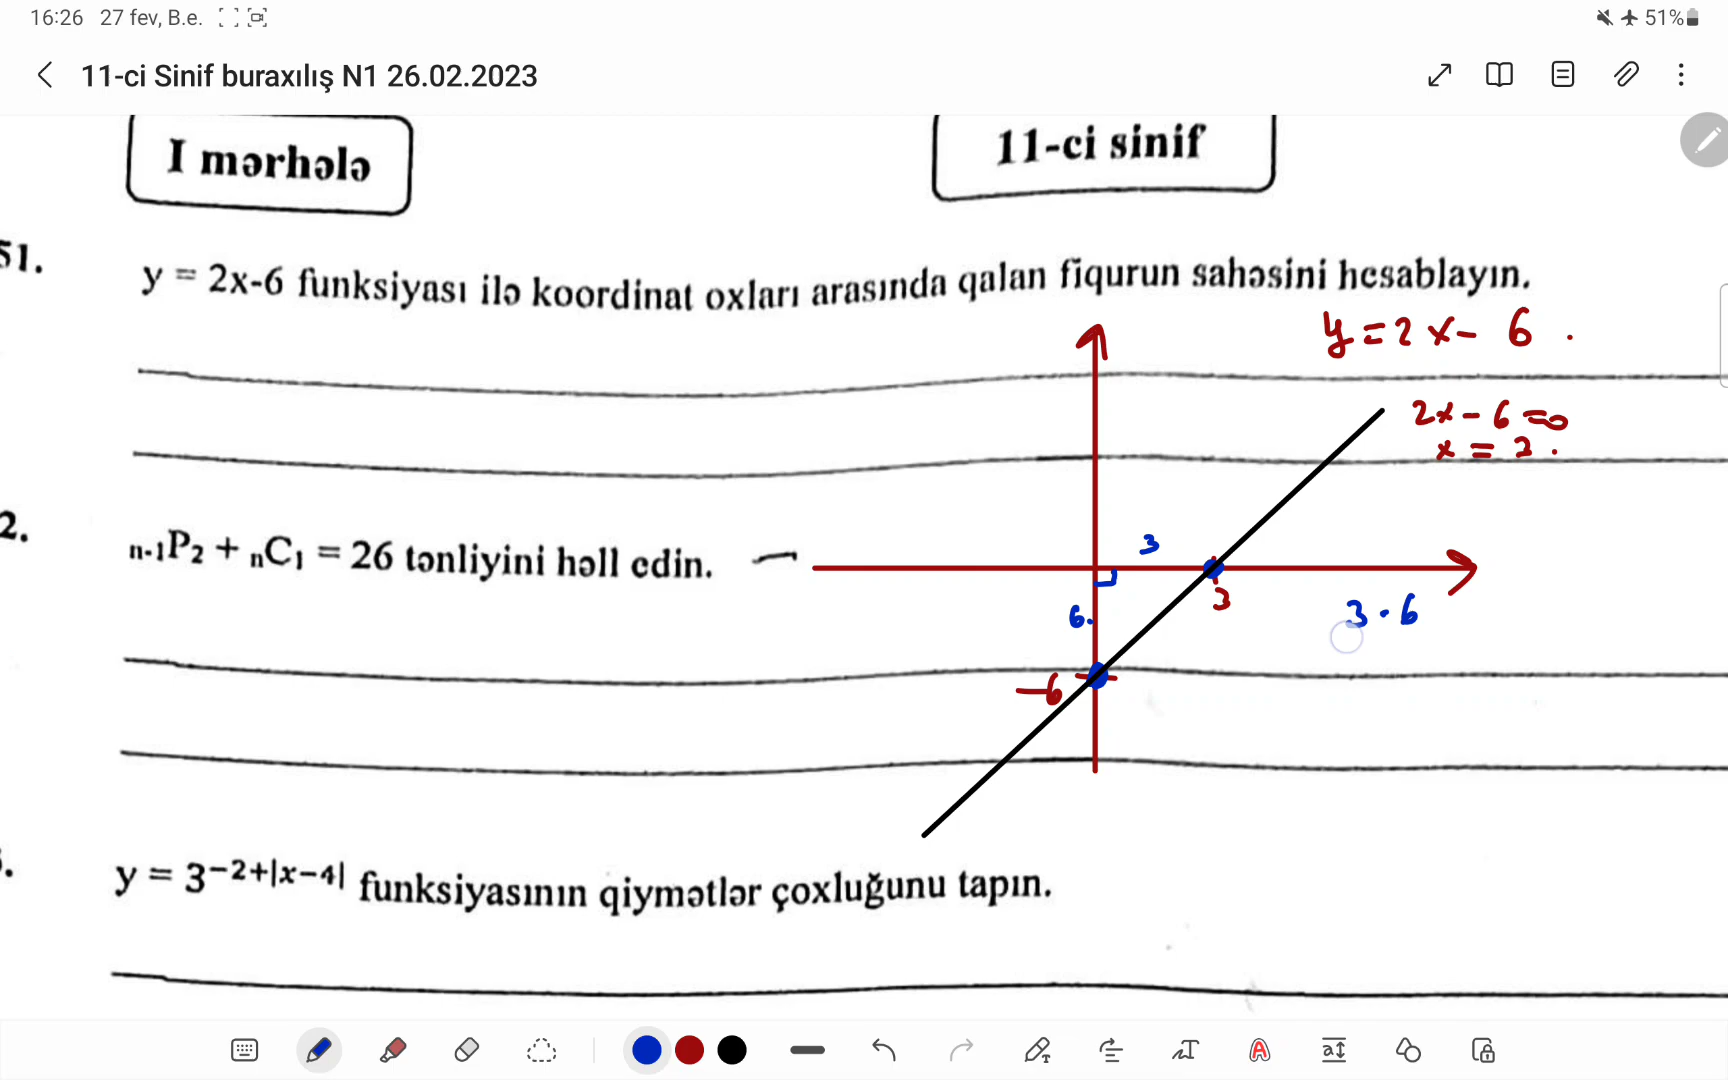 16:26 27 fev, B.e. 51%
11-ci Sinif buraxılış N1 26.02.2023
I mərhələ
11-ci sinif
51. y = 2x-6 funksiyası ilə koordinat oxları arasında qalan fiqurun sahəsini hesablayın.
y = 2x - 6 .
2x - 6 = 0
x = 3 .
3
3
6.
3 · 6
-6
2. n-1P2 + nC1 = 26 tənliyini həll edin. —
. y = 3^{-2+|x-4|} funksiyasının qiymətlər çoxluğunu tapın.